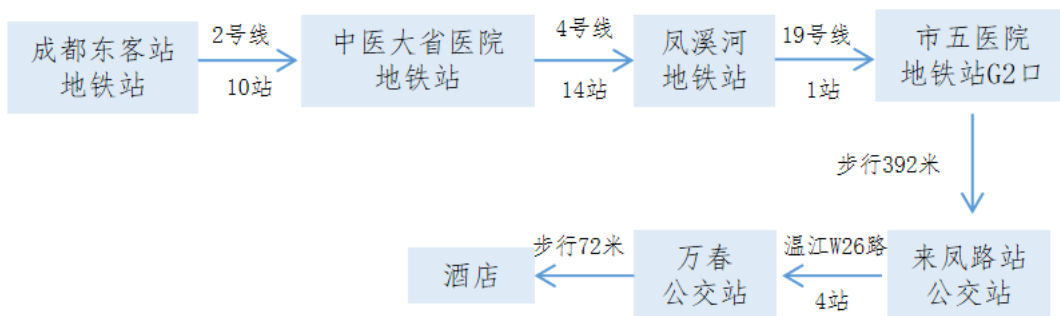 成都东客站
地铁站
2号线
10站
中医大省医院
地铁站
4号线
14站
凤溪河
地铁站
19号线
1站
市五医院
地铁站G2口
步行392米
来凤路站
公交站
温江W26路
4站
万春
公交站
步行72米
酒店